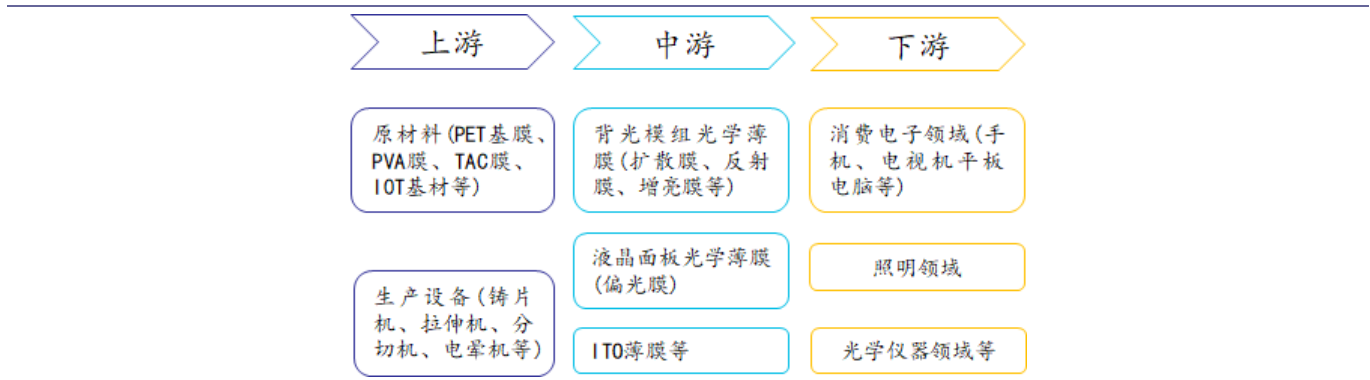 上游
中游
下游
原材料(PET基膜、
PVA膜、TAC膜、
IOT基材等)
背光模组光学薄
膜(扩散膜、反射
膜、增亮膜等)
消费电子领域(手
机、电视机平板
电脑等)
生产设备(铸片
机、拉伸机、分
切机、电晕机等)
液晶面板光学薄膜
(偏光膜)
照明领域
ITO薄膜等
光学仪器领域等